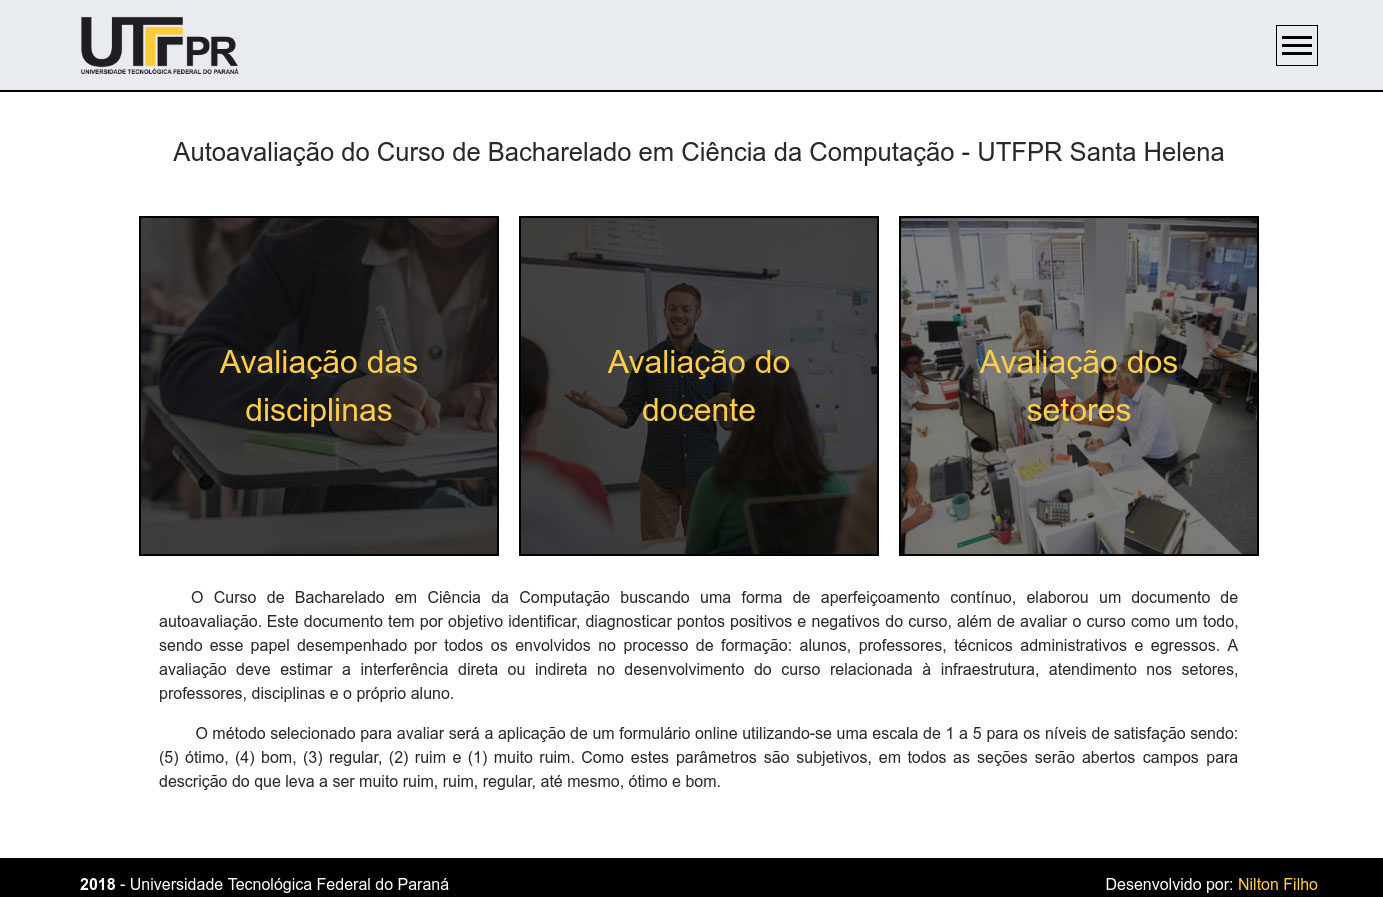 UTFPR
UNIVERSIDADE TECNOLÓGICA FEDERAL DO PARANÁ
Autoavaliação do Curso de Bacharelado em Ciência da Computação - UTFPR Santa Helena
Avaliação das
disciplinas
Avaliação do
docente
Avaliação dos
setores
O Curso de Bacharelado em Ciência da Computação buscando uma forma de aperfeiçoamento contínuo, elaborou um documento de
autoavaliação. Este documento tem por objetivo identificar, diagnosticar pontos positivos e negativos do curso, além de avaliar o curso como um todo,
sendo esse papel desempenhado por todos os envolvidos no processo de formação: alunos, professores, técnicos administrativos e egressos. A
avaliação deve estimar a interferência direta ou indireta no desenvolvimento do curso relacionada à infraestrutura, atendimento nos setores,
professores, disciplinas e o próprio aluno.
O método selecionado para avaliar será a aplicação de um formulário online utilizando-se uma escala de 1 a 5 para os níveis de satisfação sendo:
(5) ótimo, (4) bom, (3) regular, (2) ruim e (1) muito ruim. Como estes parâmetros são subjetivos, em todos as seções serão abertos campos para
descrição do que leva a ser muito ruim, ruim, regular, até mesmo, ótimo e bom.
2018 - Universidade Tecnológica Federal do Paraná
Desenvolvido por: Nilton Filho